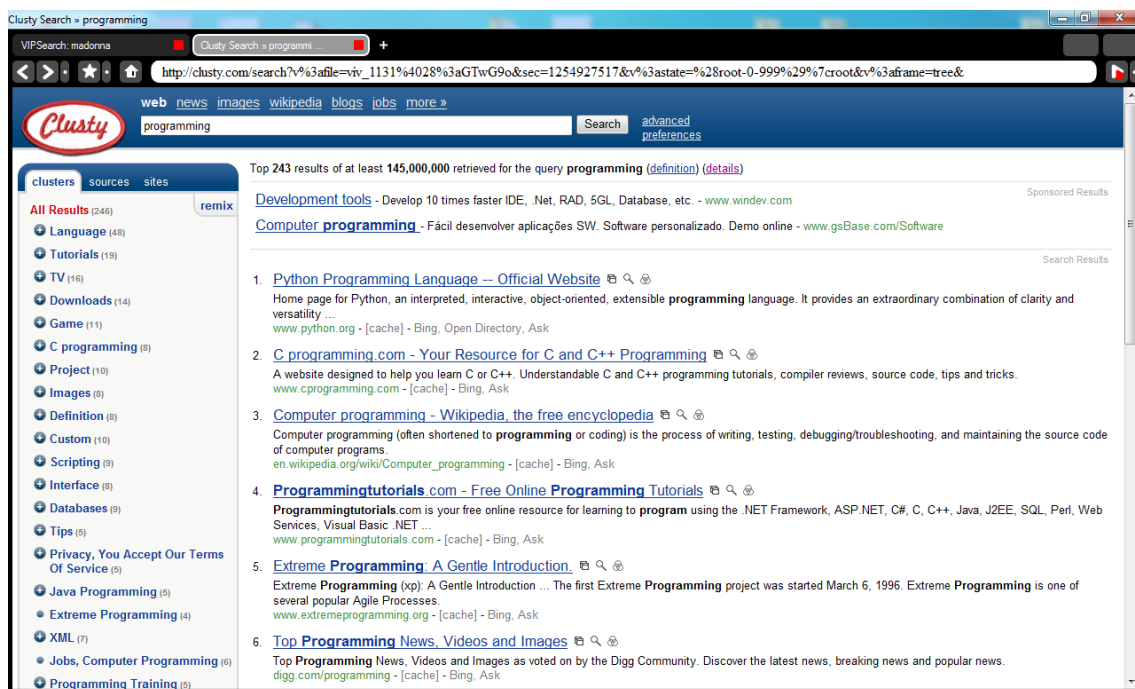 Clusty Search » programming
VIPSearch: madonna
Clusty Search » programmi ...
+
http://clusty.com/search?v%3afile=viv_1131%4028%3aGTwG9o&sec=1254927517&v%3astate=%28root-0-999%29%7croot&v%3aframe=tree&
Clusty
web news images wikipedia blogs jobs more »
programming
Search
advanced
preferences
clusters sources sites
remix
All Results (246)
Language (48)
Tutorials (19)
TV (16)
Downloads (14)
Game (11)
C programming (8)
Project (10)
Images (8)
Definition (8)
Custom (10)
Scripting (9)
Interface (8)
Databases (9)
Tips (5)
Privacy, You Accept Our Terms
Of Service (5)
Java Programming (5)
Extreme Programming (4)
XML (7)
Jobs, Computer Programming (6)
Programming Training (5)
Top 243 results of at least 145,000,000 retrieved for the query programming (definition) (details)
Sponsored Results
Development tools - Develop 10 times faster IDE, .Net, RAD, 5GL, Database, etc. - www.windev.com
Computer programming - Fácil desenvolver aplicações SW. Software personalizado. Demo online - www.gsBase.com/Software
Search Results
1. Python Programming Language -- Official Website
Home page for Python, an interpreted, interactive, object-oriented, extensible programming language. It provides an extraordinary combination of clarity and
versatility ...
www.python.org - [cache] - Bing, Open Directory, Ask
2. C programming.com - Your Resource for C and C++ Programming
A website designed to help you learn C or C++. Understandable C and C++ programming tutorials, compiler reviews, source code, tips and tricks.
www.cprogramming.com - [cache] - Bing, Ask
3. Computer programming - Wikipedia, the free encyclopedia
Computer programming (often shortened to programming or coding) is the process of writing, testing, debugging/troubleshooting, and maintaining the source code
of computer programs.
en.wikipedia.org/wiki/Computer_programming - [cache] - Bing, Ask
4. Programmingtutorials.com - Free Online Programming Tutorials
Programmingtutorials.com is your free online resource for learning to program using the .NET Framework, ASP.NET, C#, C, C++, Java, J2EE, SQL, Perl, Web
Services, Visual Basic .NET ...
www.programmingtutorials.com - [cache] - Bing, Ask
5. Extreme Programming: A Gentle Introduction.
Extreme Programming (xp): A Gentle Introduction ... The first Extreme Programming project was started March 6, 1996. Extreme Programming is one of
several popular Agile Processes.
www.extremeprogramming.org - [cache] - Bing, Ask
6. Top Programming News, Videos and Images
Top Programming News, Videos and Images as voted on by the Digg Community. Discover the latest news, breaking news and popular news.
digg.com/programming - [cache] - Bing, Ask